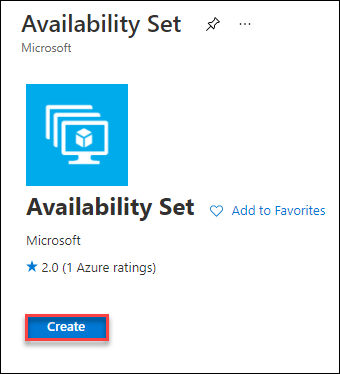 Availability Set
Microsoft
Availability Set
Add to Favorites
Microsoft
2.0 (1 Azure ratings)
Create